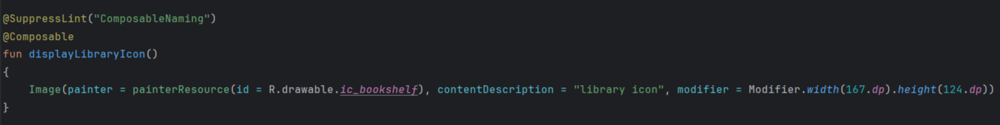 @SuppressLint("ComposableNaming")
@Composable
fun displayLibraryIcon()
{
    Image(painter = painterResource(id = R.drawable.ic_bookshelf), contentDescription = "library icon", modifier = Modifier.width(167.dp).height(124.dp))
}